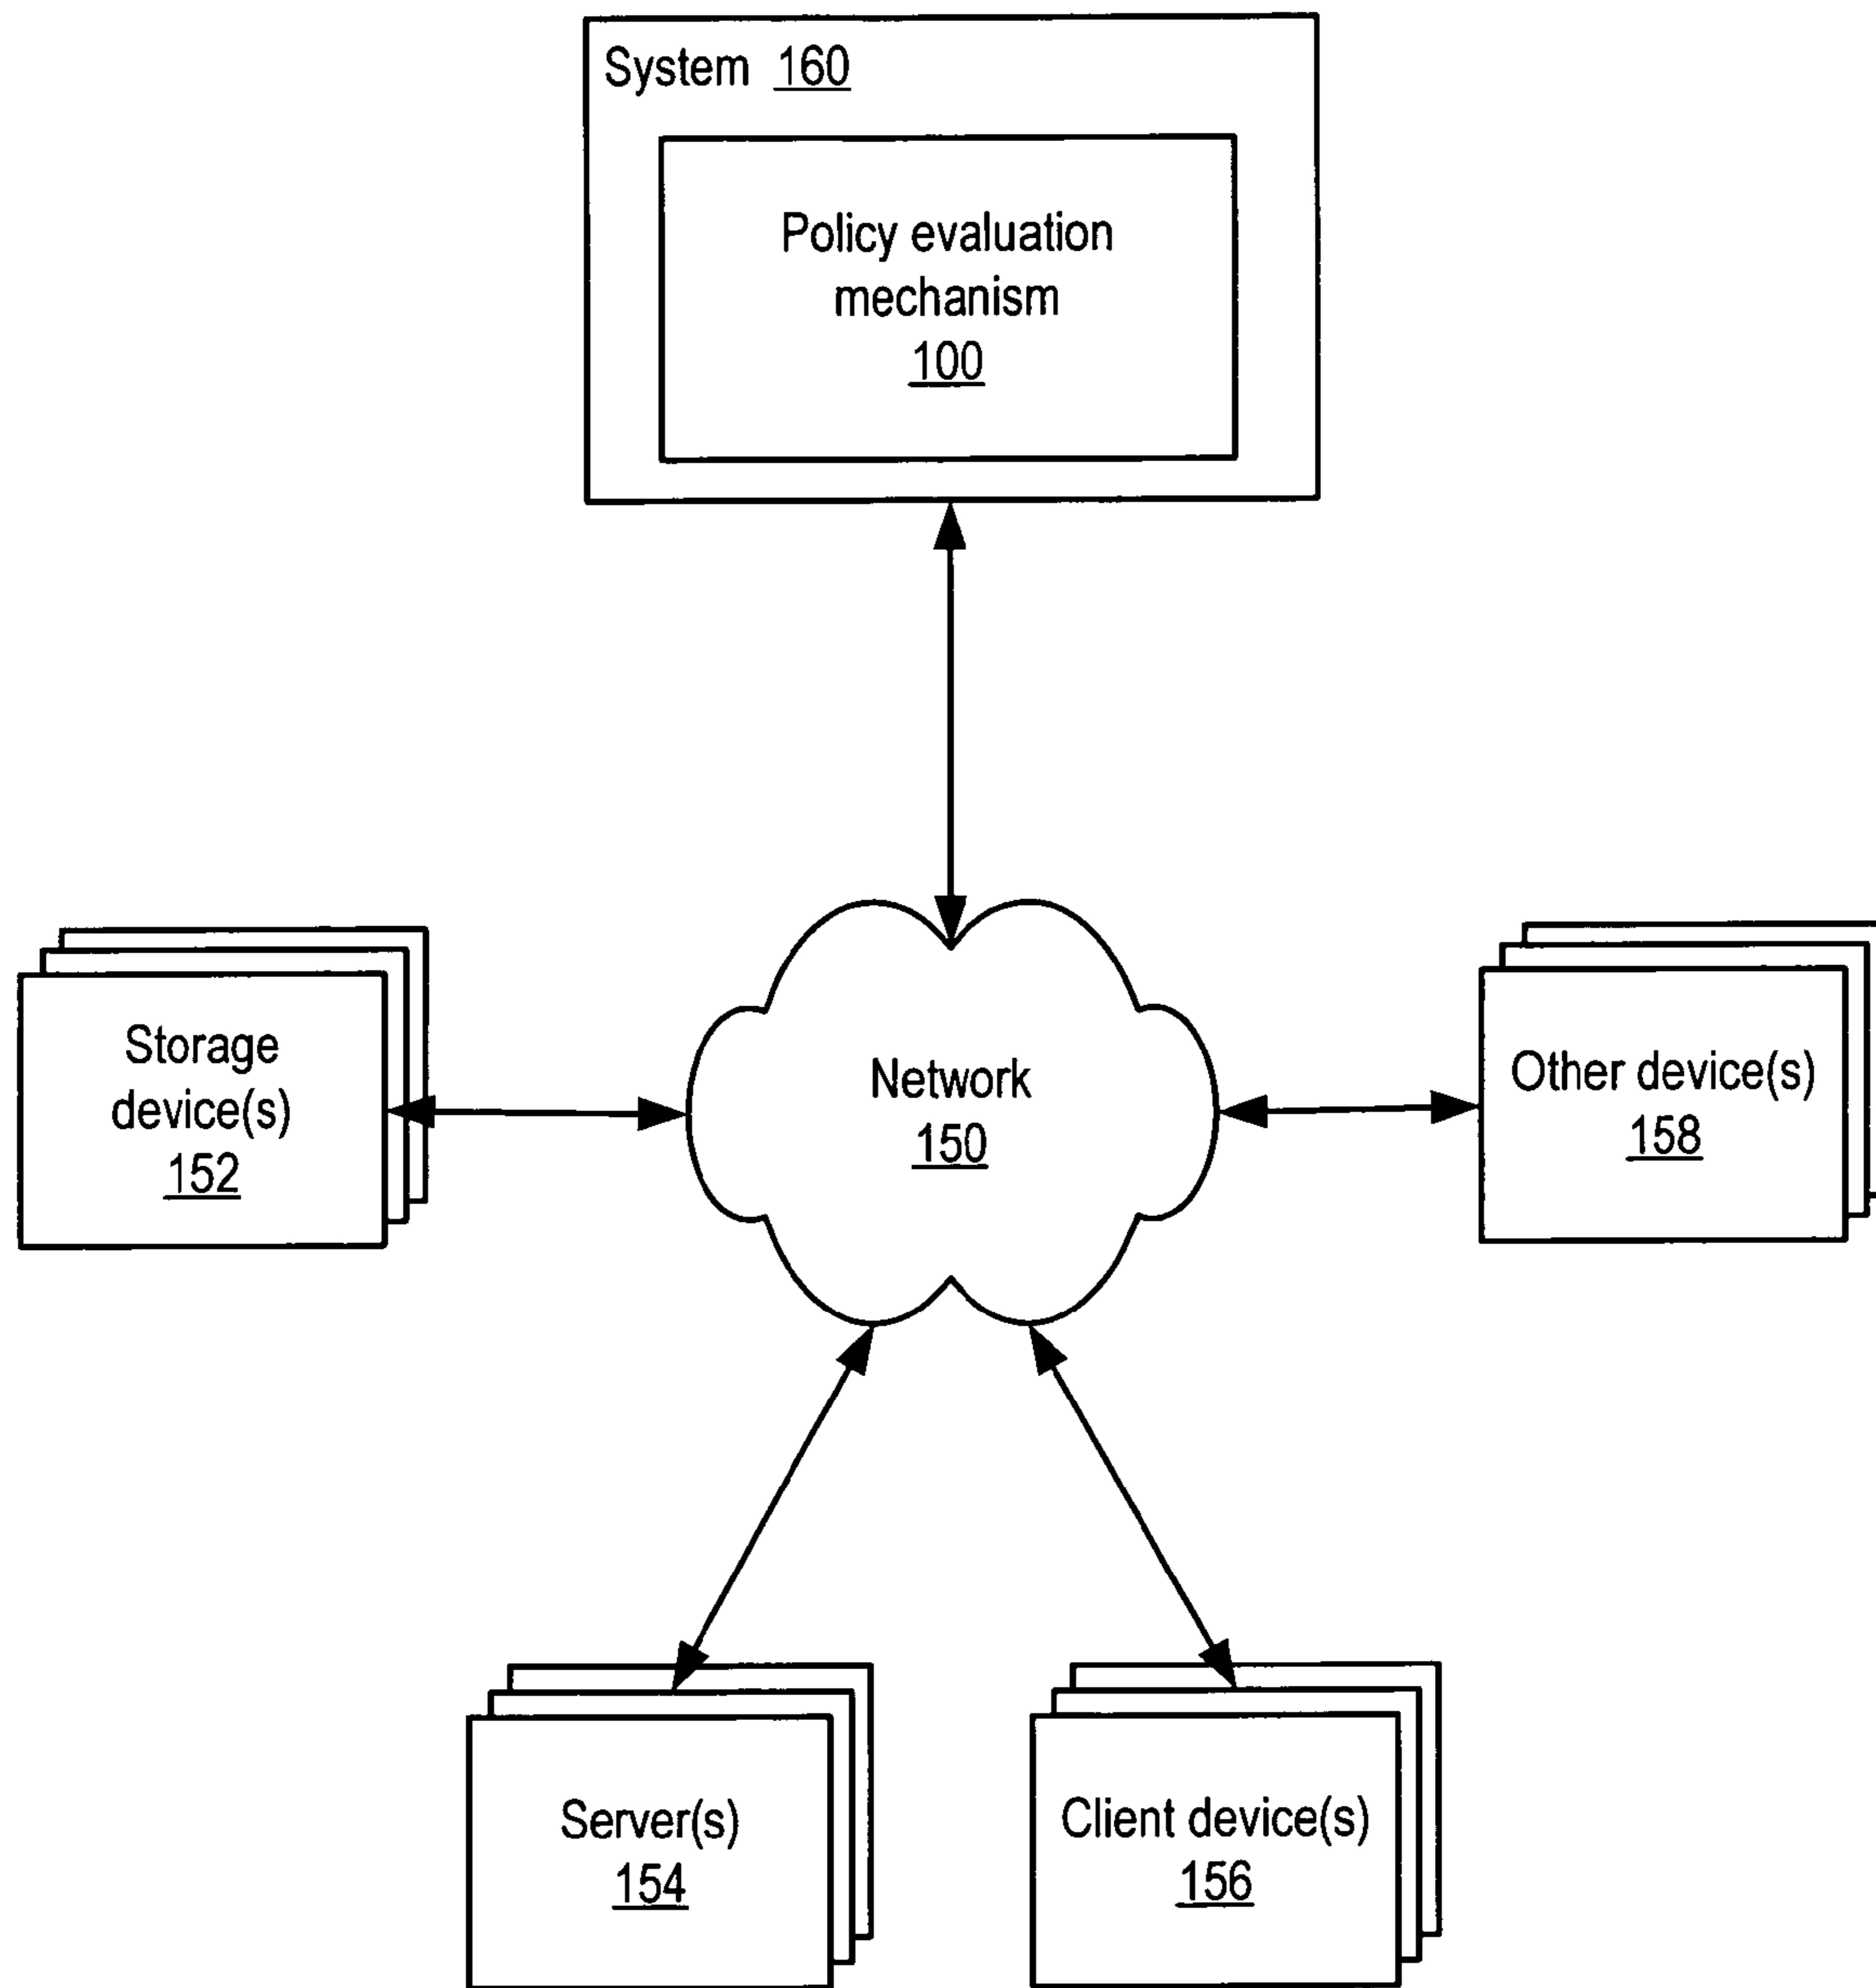 System 160
Policy evaluation
mechanism
100
Storage
device(s)
152
Network
150
Other device(s)
158
Server(s)
154
Client device(s)
156